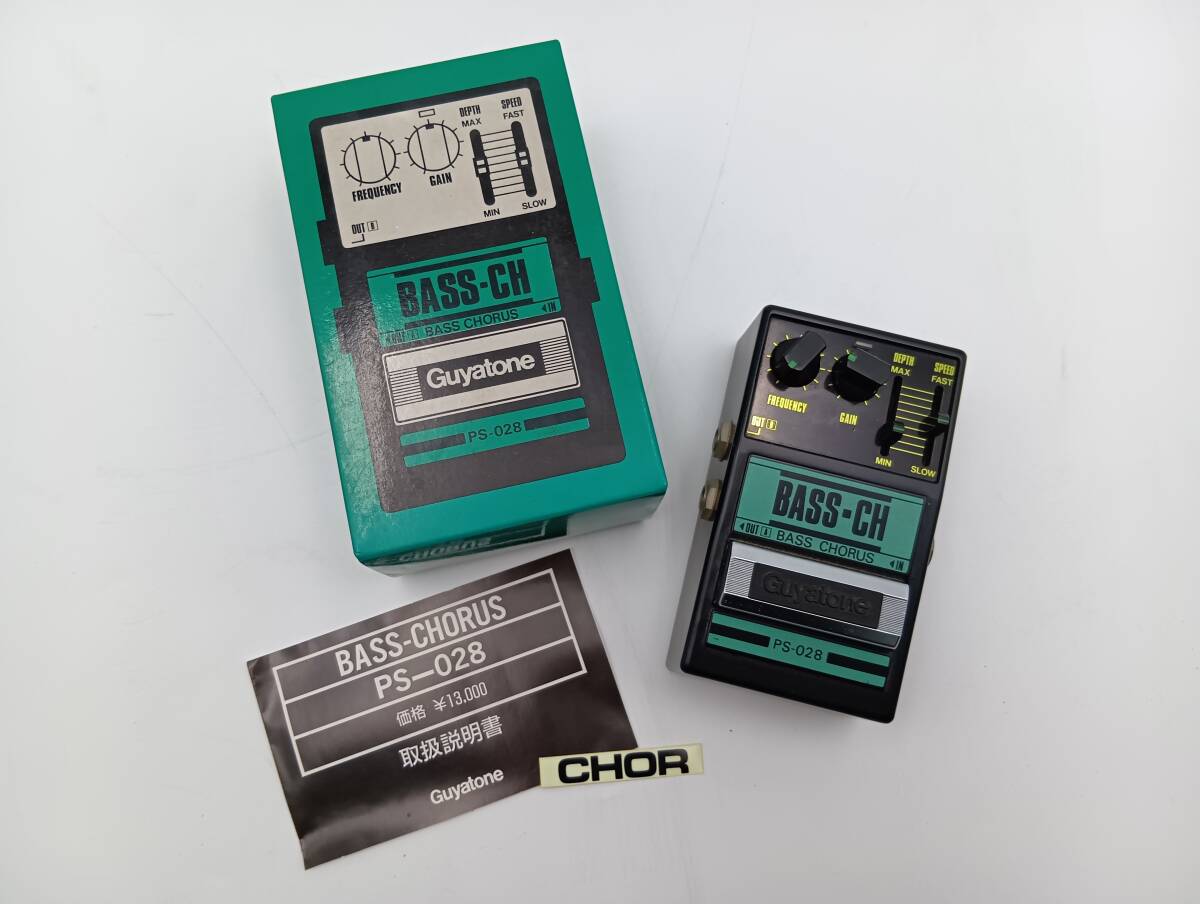 DEPTH SPEED
MAX FAST
FREQUENCY GAIN
MIN SLOW
OUT B
BASS-CH
◄OUT A BASS CHORUS ◄IN
Guyatone
PS-028
DEPTH SPEED
MAX FAST
FREQUENCY GAIN
OUT B
MIN SLOW
BASS-CH
◄OUT A BASS CHORUS ◄IN
Guyatone
PS-028
BASS-CHORUS
PS-028
価格 ¥13,000
取扱説明書
Guyatone
CHOR